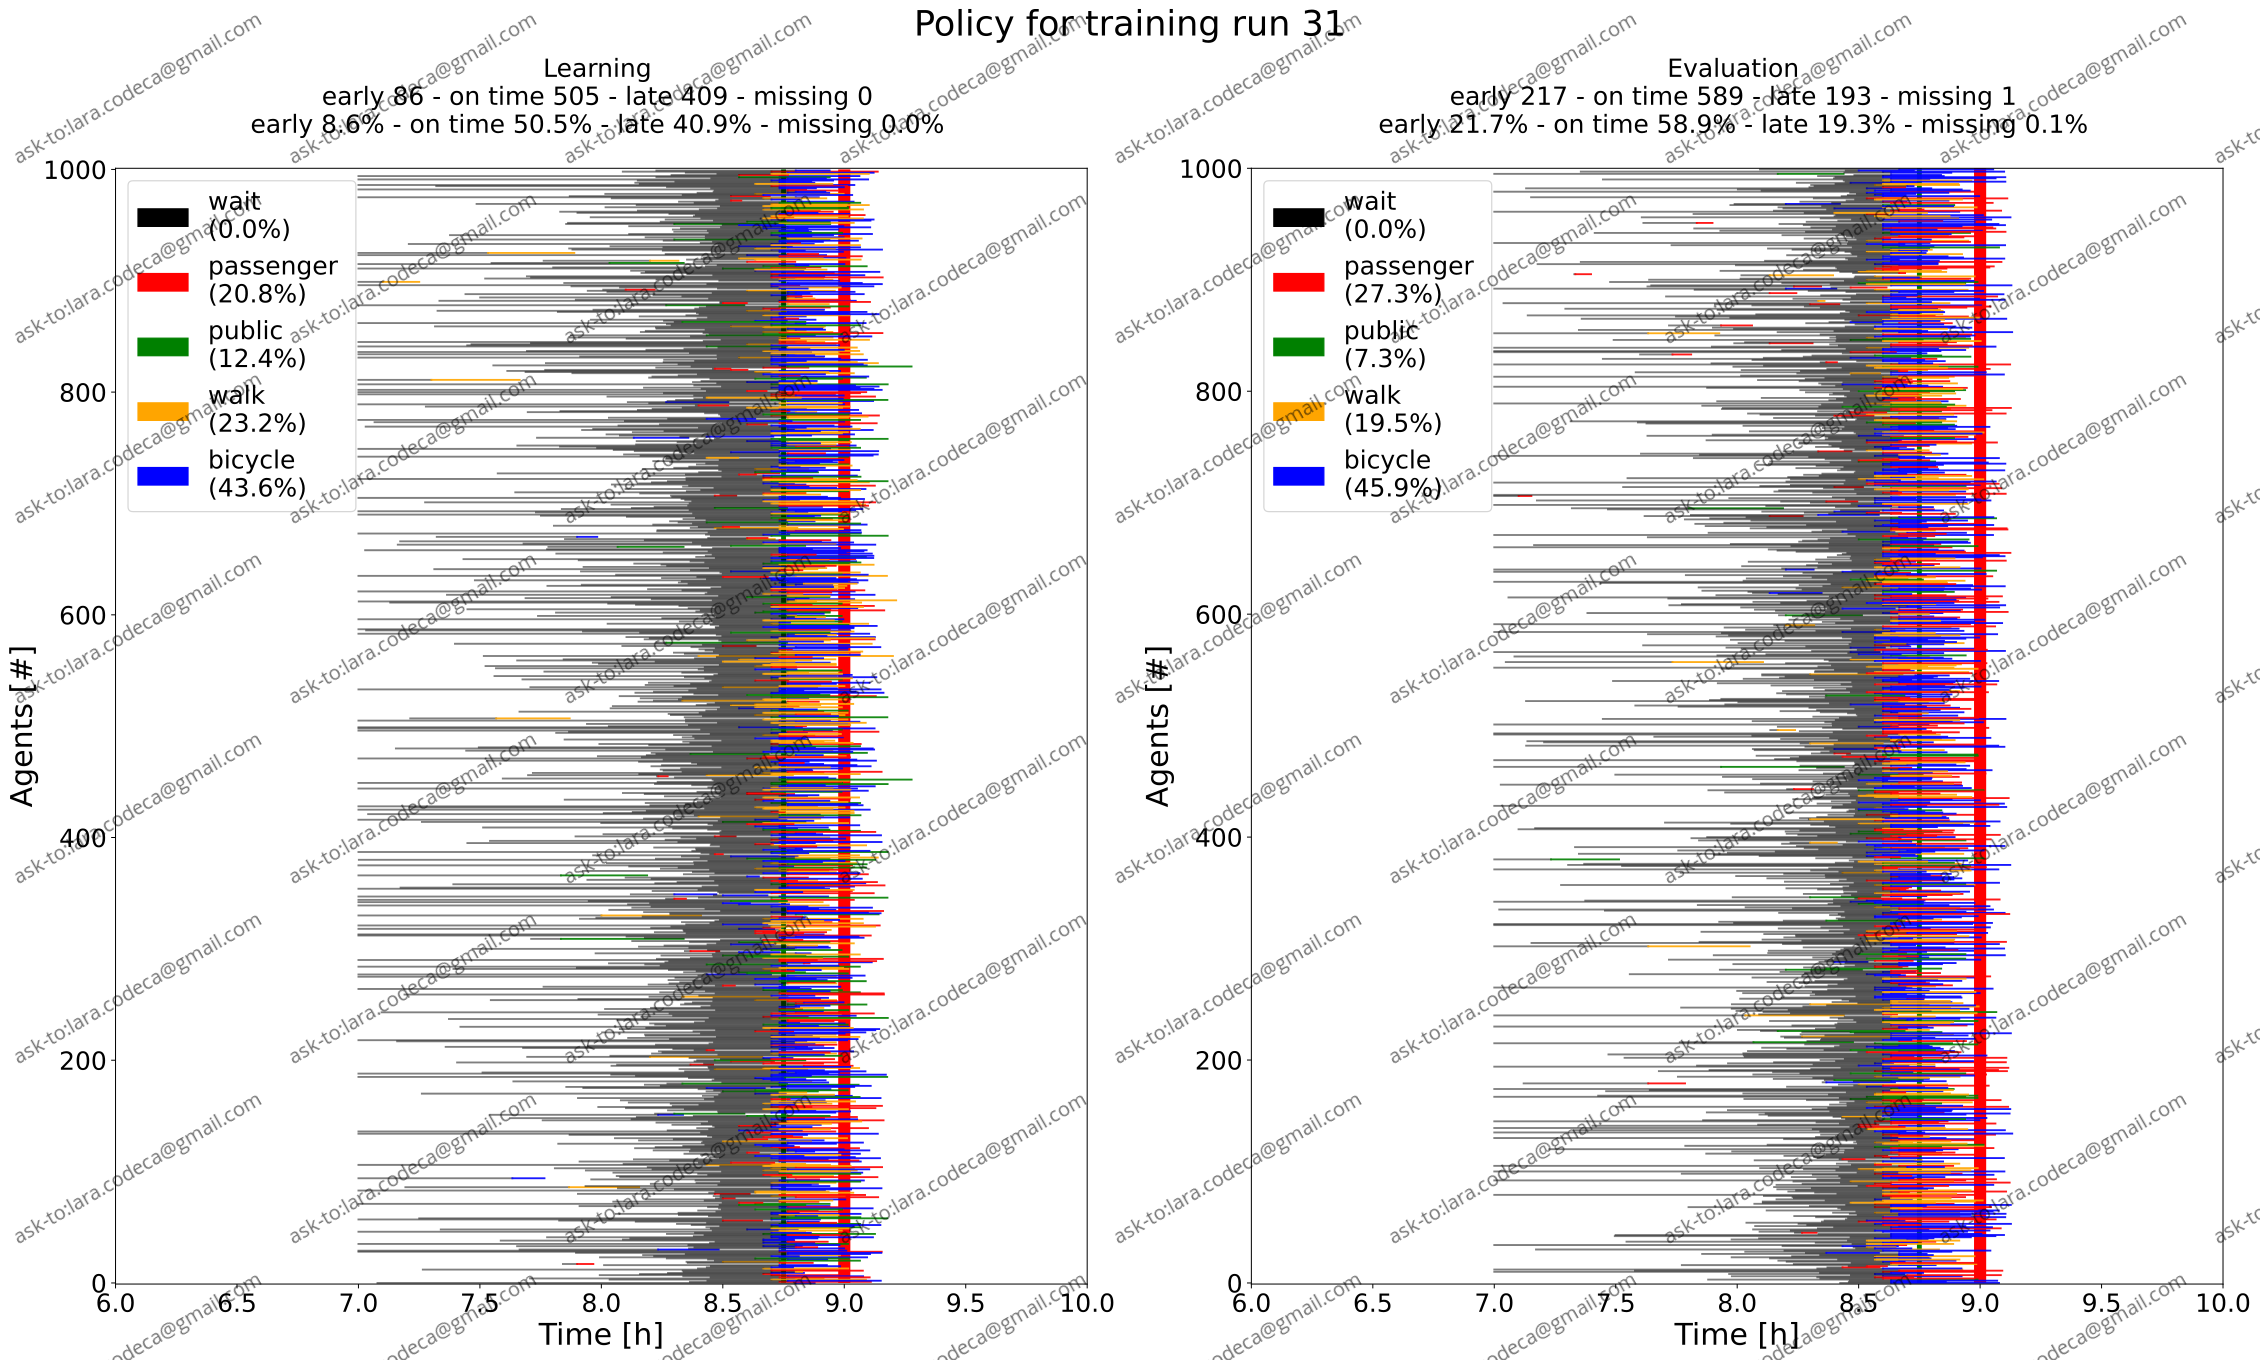 Policy for training run 31
Learning
early 86 - on time 505 - late 409 - missing 0
early 8.6% - on time 50.5% - late 40.9% - missing 0.0%
Agents [#]
1000
800
600
400
200
0
wait
(0.0%)
passenger
(20.8%)
public
(12.4%)
walk
(23.2%)
bicycle
(43.6%)
6.0 6.5 7.0 7.5 8.0 8.5 9.0 9.5 10.0
Time [h]
Evaluation
early 217 - on time 589 - late 193 - missing 1
early 21.7% - on time 58.9% - late 19.3% - missing 0.1%
Agents [#]
1000
800
600
400
200
0
wait
(0.0%)
passenger
(27.3%)
public
(7.3%)
walk
(19.5%)
bicycle
(45.9%)
6.0 6.5 7.0 7.5 8.0 8.5 9.0 9.5 10.0
Time [h]
ask-to:lara.codeca@gmail.com